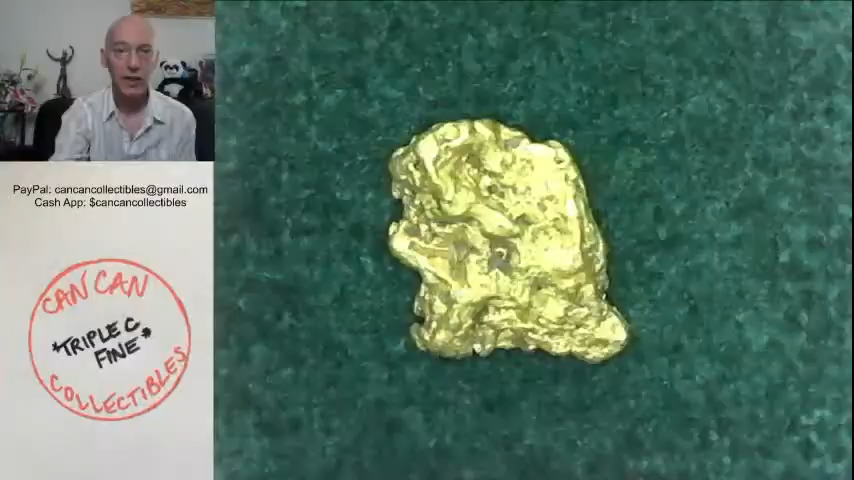 PayPal: cancancollectibles@gmail.com
Cash App: $cancancollectibles
CAN CAN
*TRIPLE C
FINE*
COLLECTIBLES